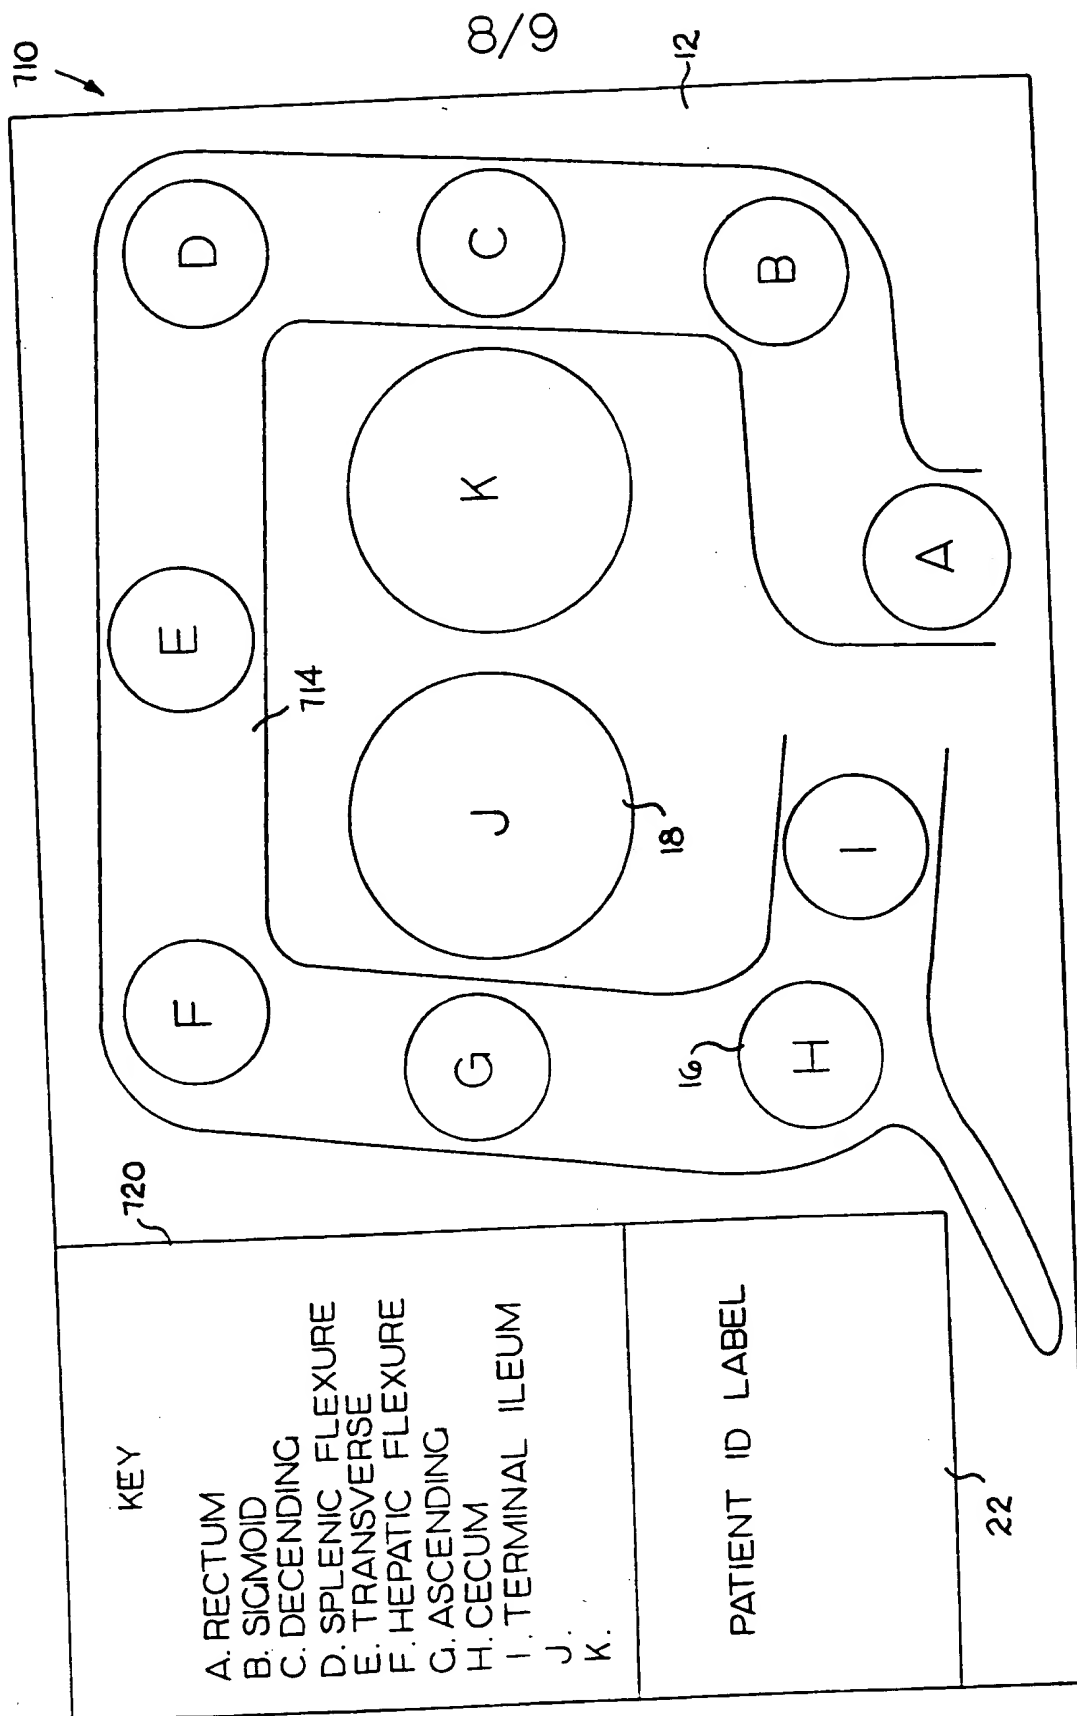 8/9
710
12
KEY
A. RECTUM
B. SIGMOID
C. DECENDING
D. SPLENIC FLEXURE
E. TRANSVERSE
F. HEPATIC FLEXURE
G. ASCENDING
H. CECUM
I. TERMINAL ILEUM
J.
K.
720
PATIENT ID LABEL
22
F
E
D
714
G
J
K
C
18
16
H
I
A
B